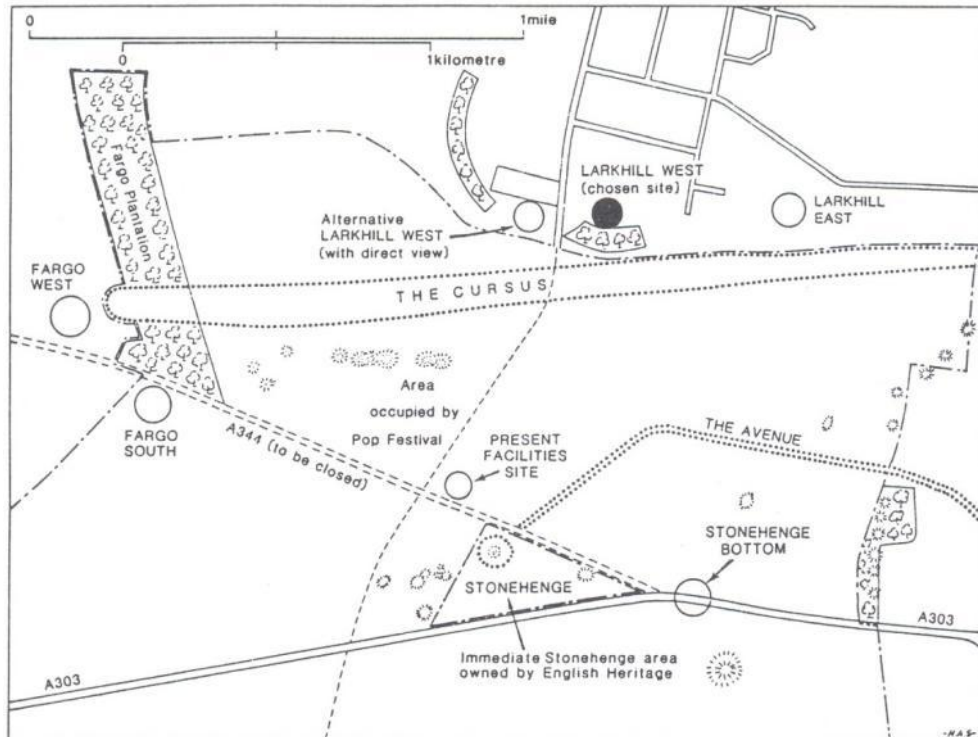 0
1mile
0
1kilometre
Fargo Plantation
FARGO
WEST
FARGO
SOUTH
Alternative
LARKHILL WEST
(with direct view)
LARKHILL WEST
(chosen site)
LARKHILL
EAST
THE CURSUS
Area
occupied by
Pop Festival
A344 (to be closed)
PRESENT
FACILITIES
SITE
THE AVENUE
STONEHENGE
BOTTOM
STONEHENGE
Immediate Stonehenge area
owned by English Heritage
A303
A303
-HAS-